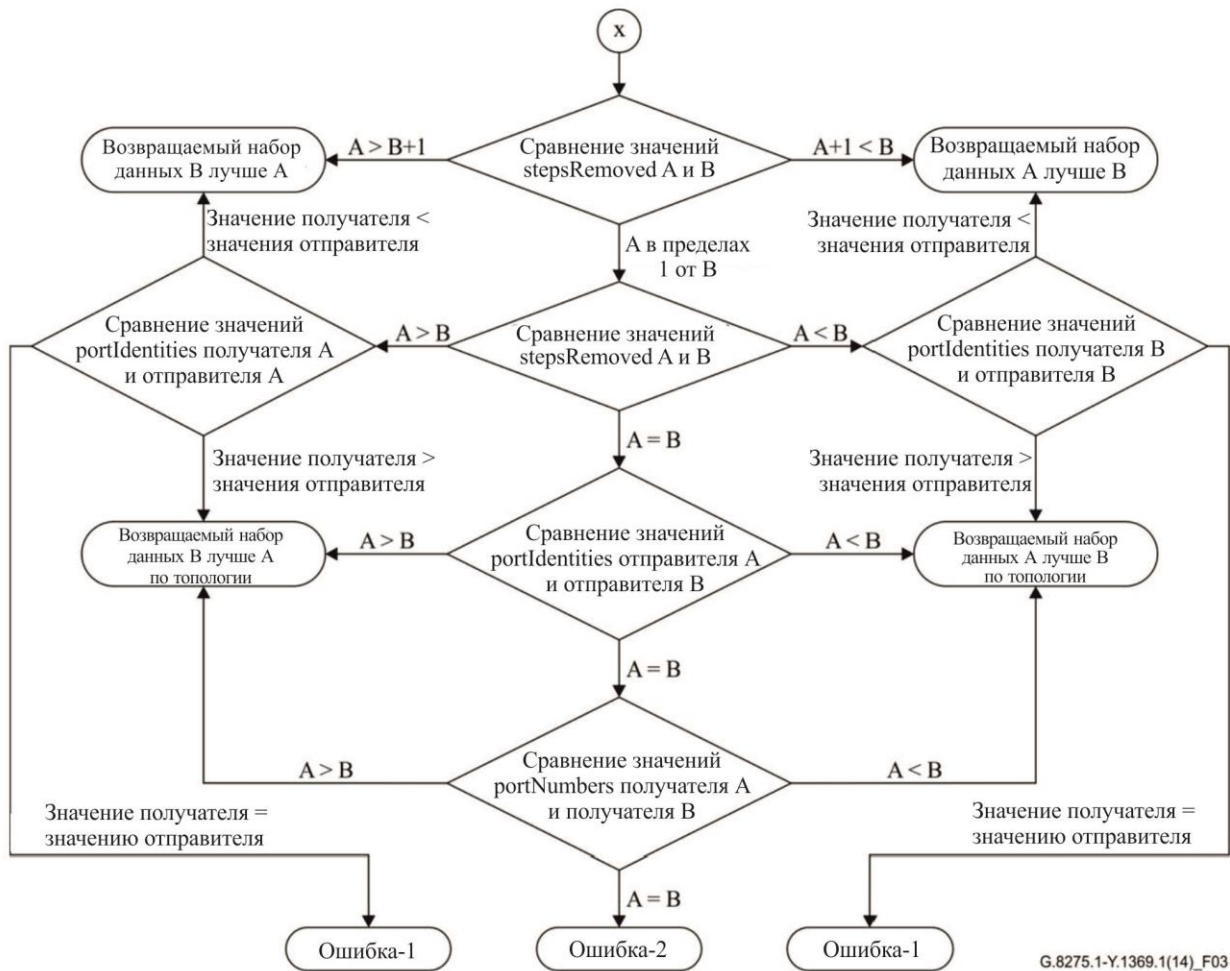 x
Сравнение значений
stepsRemoved A и B
A > B+1
A+1 < B
Возвращаемый набор
данных B лучше A
Возвращаемый набор
данных A лучше B
Значение получателя <
значения отправителя
A в пределах
1 от B
Значение получателя <
значения отправителя
Сравнение значений
portIdentities получателя A
и отправителя A
A > B
Сравнение значений
stepsRemoved A и B
A < B
Сравнение значений
portIdentities получателя B
и отправителя B
A = B
Значение получателя >
значения отправителя
Значение получателя >
значения отправителя
Возвращаемый набор
данных B лучше A
по топологии
A > B
Сравнение значений
portIdentities отправителя A
и отправителя B
A < B
Возвращаемый набор
данных A лучше B
по топологии
A = B
A > B
Сравнение значений
portNumbers получателя A
и получателя B
A < B
Значение получателя =
значению отправителя
Значение получателя =
значению отправителя
A = B
Ошибка-1
Ошибка-2
Ошибка-1
G.8275.1-Y.1369.1(14)_F03